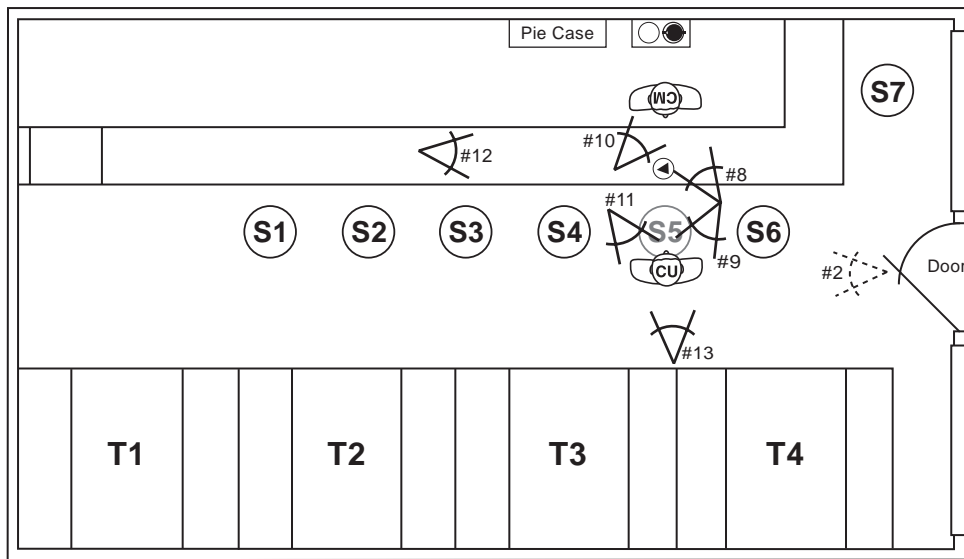 Pie Case
S7
CM
#10
#12
#8
#11
S1
S2
S3
S4
S5
S6
#9
CU
#2
Door
#13
T1
T2
T3
T4